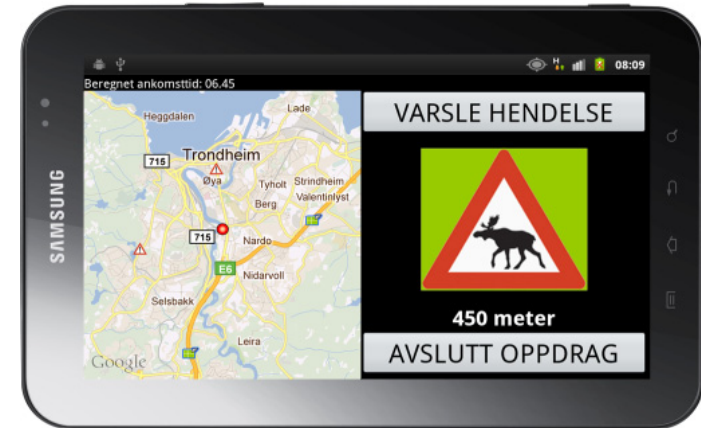 SAMSUNG
08:09
Beregnet ankomsttid: 06.45
Heggdalen
Lade
715
Trondheim
Øya
Tyholt
Strindheim
Valentinlyst
Berg
715
Nardo
E6
Nidarvoll
Selsbakk
Leira
Google
VARSLE HENDELSE
450 meter
AVSLUTT OPPDRAG
H